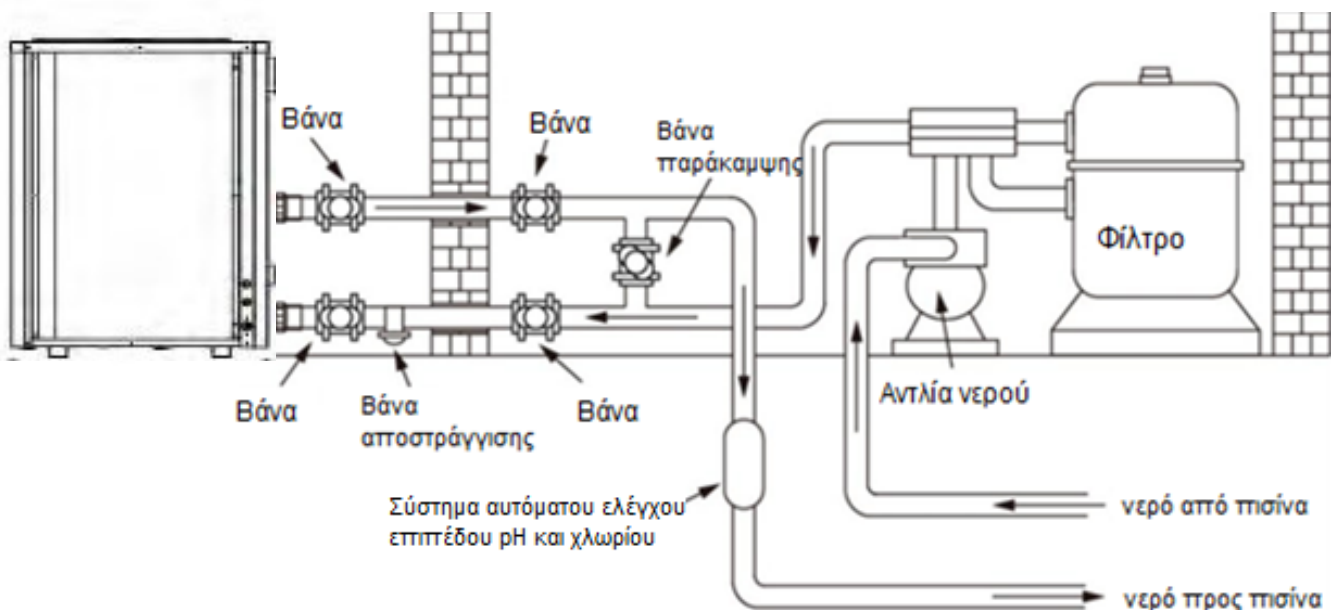 Βάνα
Βάνα
Βάνα
παράκαμψης
Φίλτρο
Βάνα
Βάνα
αποστράγγισης
Βάνα
Αντλία νερού
Σύστημα αυτόματου ελέγχου
επιπέδου pH και χλωρίου
νερό από πισίνα
νερό προς πισίνα